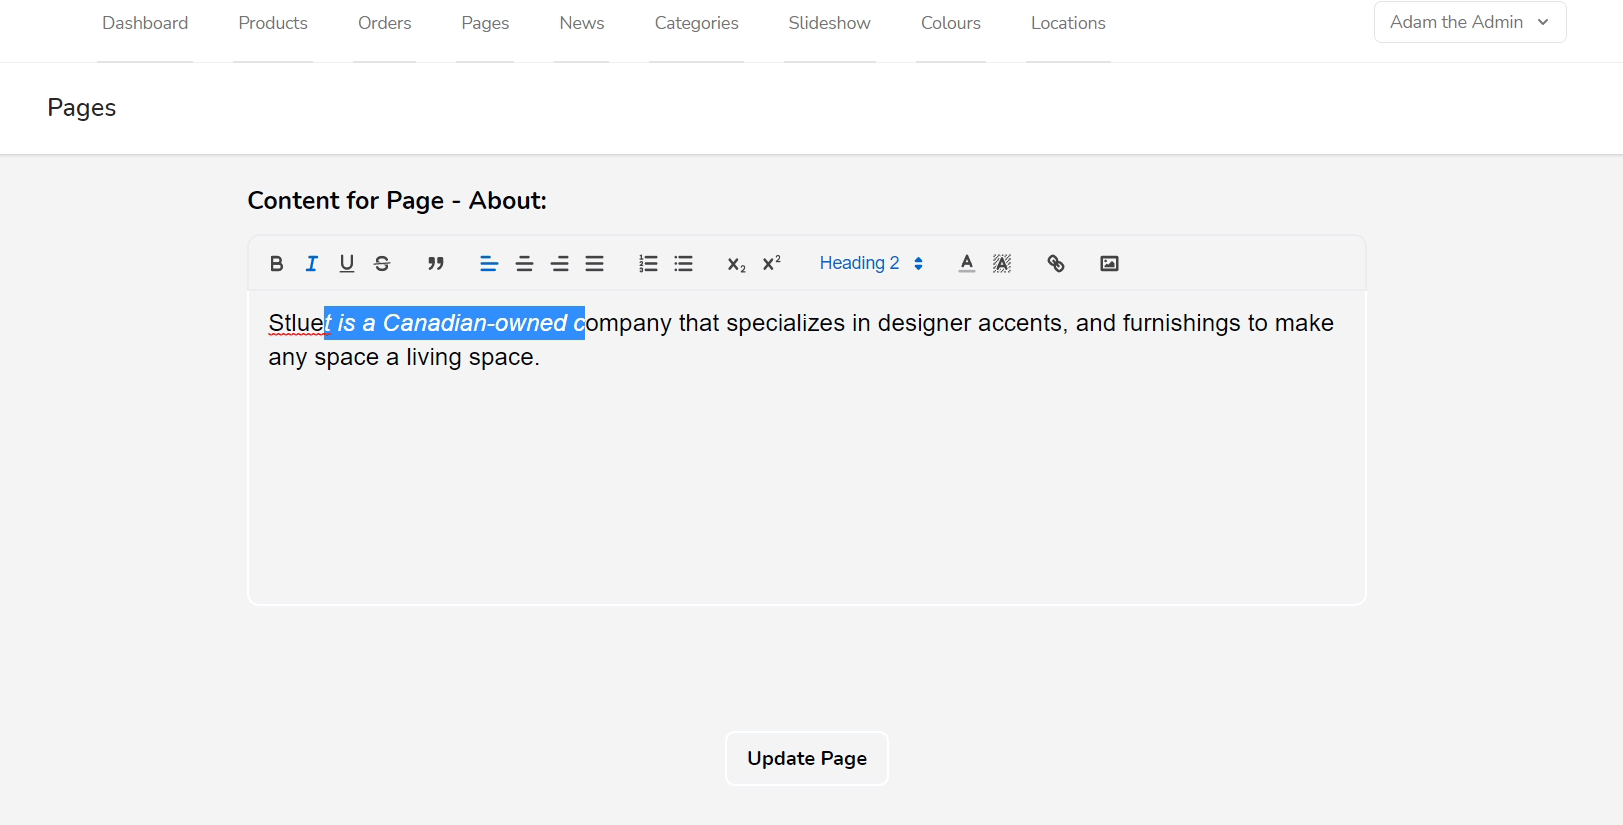 Dashboard Products Orders Pages News Categories Slideshow Colours Locations Adam the Admin
Pages
Content for Page - About:
Heading 2
Stluet is a Canadian-owned company that specializes in designer accents, and furnishings to make
any space a living space.
Update Page